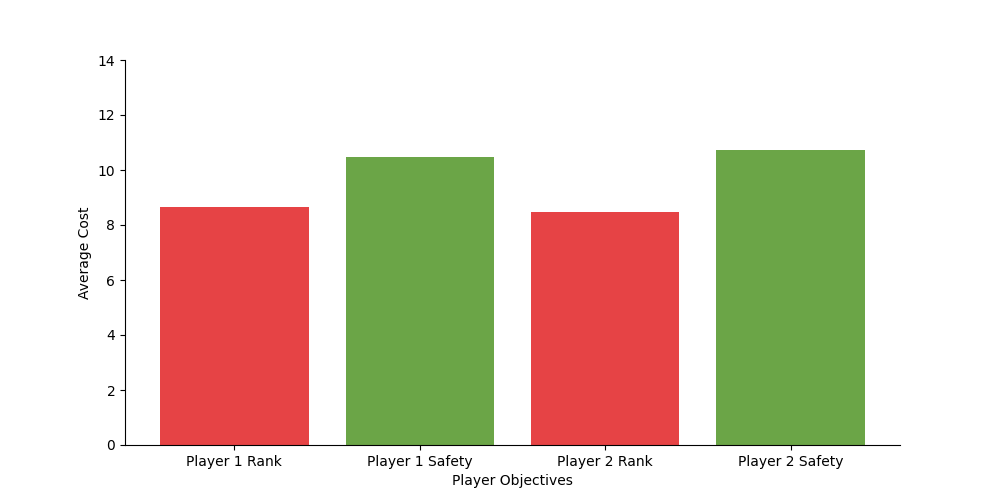 14
12
10
8
6
4
2
0
Average Cost
Player 1 Rank
Player 1 Safety
Player 2 Rank
Player 2 Safety
Player Objectives